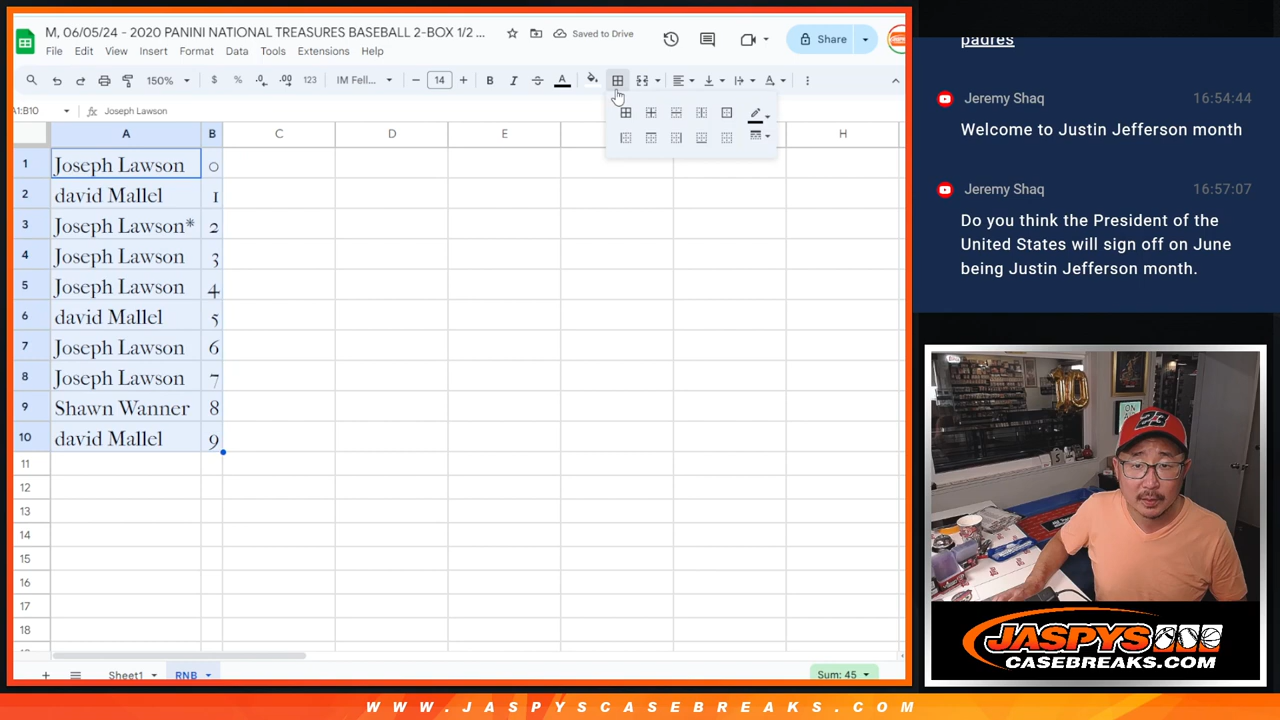 M, 06/05/24 - 2020 PANINI NATIONAL TREASURES BASEBALL 2-BOX 1/2 ...
Saved to Drive
Share
File Edit View Insert Format Data Tools Extensions Help
150% $ % .0 .00 123 IM Fell... 14 B I S A
A1:B10 fx Joseph Lawson
A B C D E H
1 Joseph Lawson 0
2 david Mallel 1
3 Joseph Lawson* 2
4 Joseph Lawson 3
5 Joseph Lawson 4
6 david Mallel 5
7 Joseph Lawson 6
8 Joseph Lawson 7
9 Shawn Wanner 8
10 david Mallel 9
11
12
13
14
15
16
17
18
Sheet1 RNB Sum: 45
padres
Jeremy Shaq 16:54:44
Welcome to Justin Jefferson month
Jeremy Shaq 16:57:07
Do you think the President of the
United States will sign off on June
being Justin Jefferson month.
10
JASPYS
CASEBREAKS.COM
WWW.JASPYSCASEBREAKS.COM